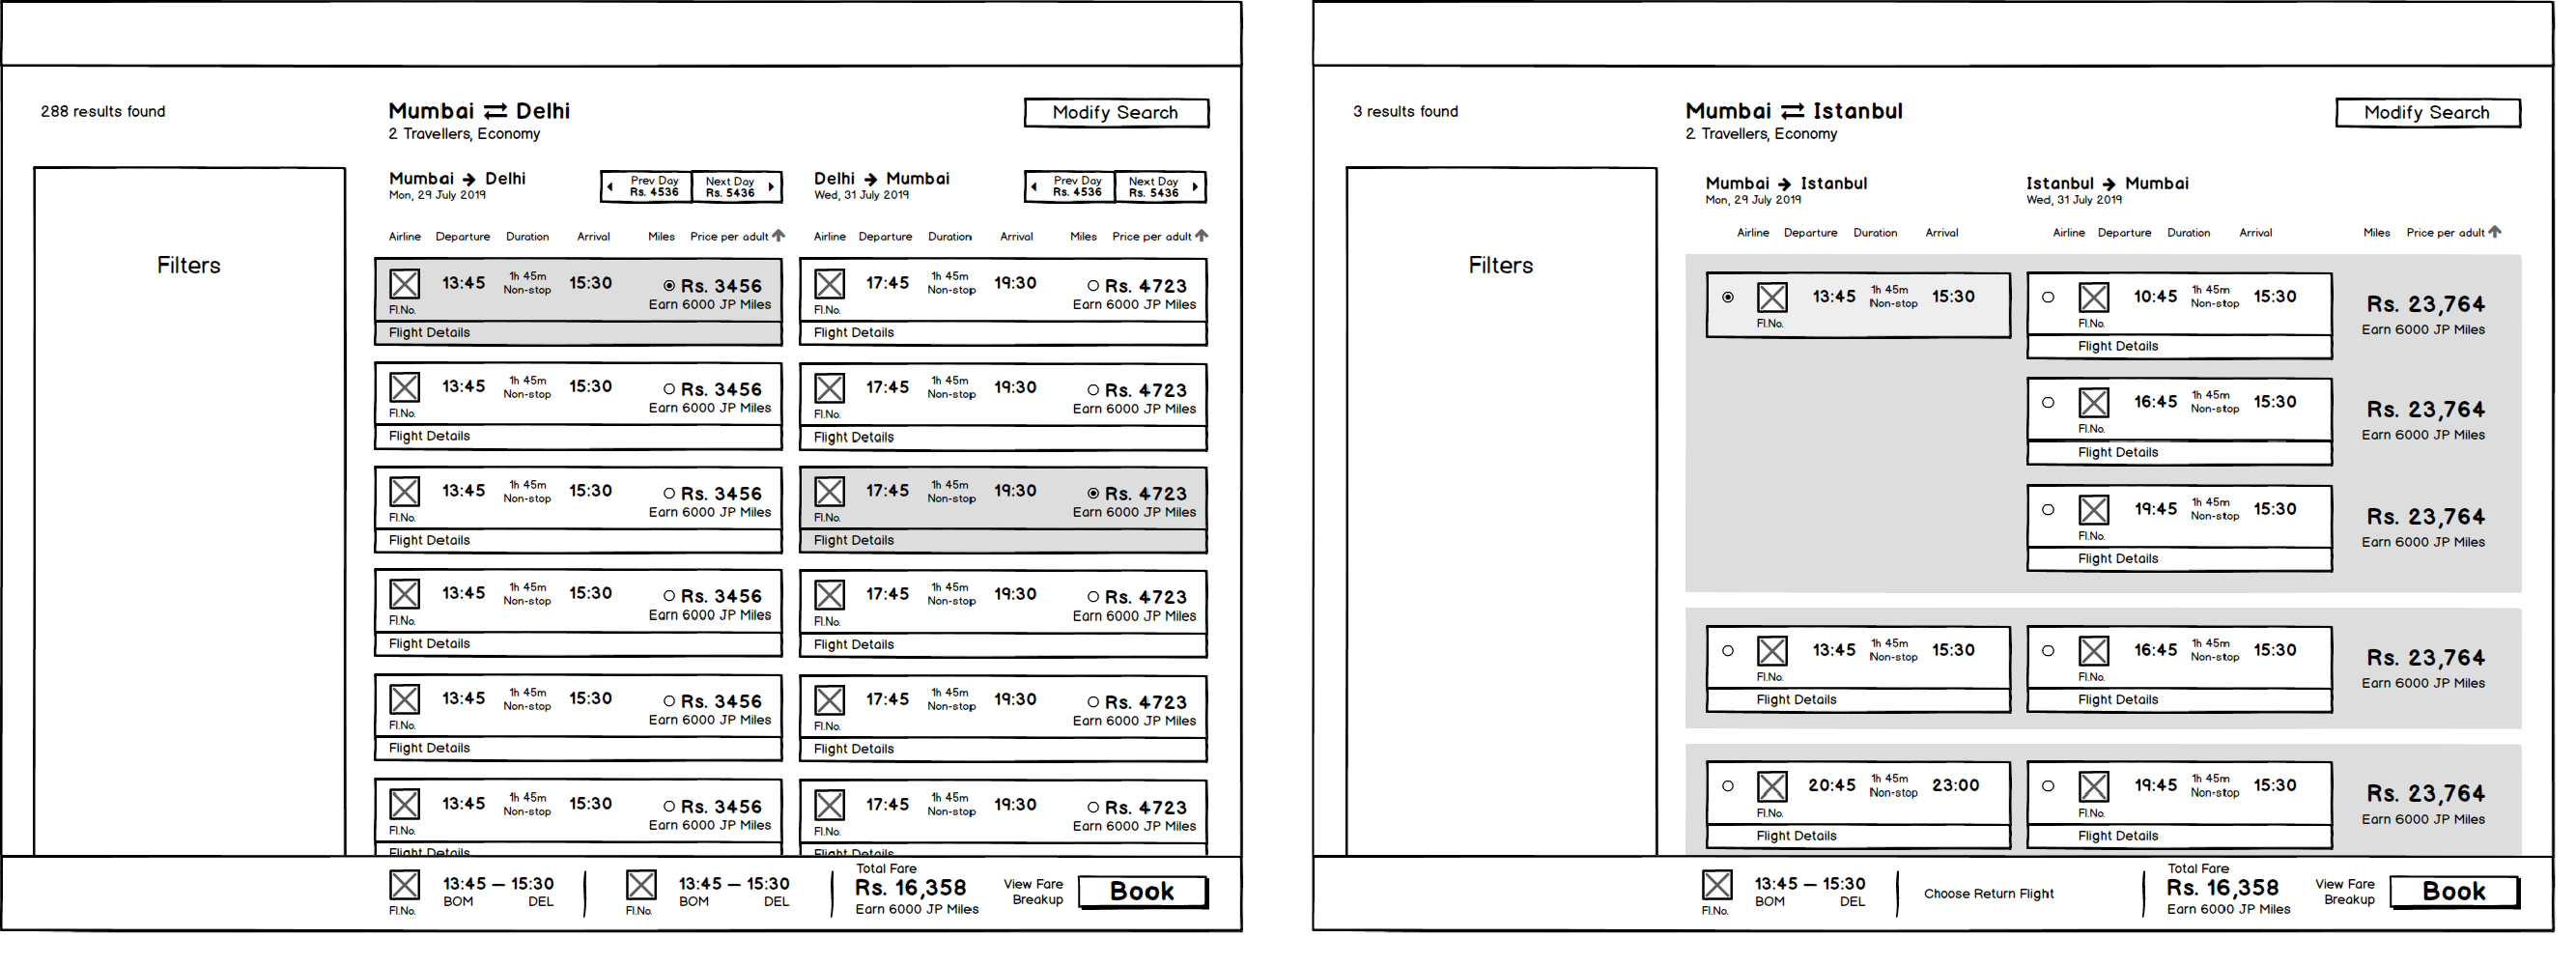 288 results found
Mumbai ⇄ Delhi
2 Travellers, Economy
Modify Search
Filters
Mumbai → Delhi
Mon, 29 July 2019
Prev Day
Rs. 4536
Next Day
Rs. 5436
Delhi → Mumbai
Wed, 31 July 2019
Prev Day
Rs. 4536
Next Day
Rs. 5436
Airline Departure Duration Arrival Miles Price per adult
Airline Departure Duration Arrival Miles Price per adult
13:45 1h 45m Non-stop 15:30 Rs. 3456
Fl.No. Earn 6000 JP Miles
Flight Details
17:45 1h 45m Non-stop 19:30 Rs. 4723
Fl.No. Earn 6000 JP Miles
Flight Details
13:45 1h 45m Non-stop 15:30 Rs. 3456
Fl.No. Earn 6000 JP Miles
Flight Details
17:45 1h 45m Non-stop 19:30 Rs. 4723
Fl.No. Earn 6000 JP Miles
Flight Details
13:45 1h 45m Non-stop 15:30 Rs. 3456
Fl.No. Earn 6000 JP Miles
Flight Details
17:45 1h 45m Non-stop 19:30 Rs. 4723
Fl.No. Earn 6000 JP Miles
Flight Details
13:45 1h 45m Non-stop 15:30 Rs. 3456
Fl.No. Earn 6000 JP Miles
Flight Details
17:45 1h 45m Non-stop 19:30 Rs. 4723
Fl.No. Earn 6000 JP Miles
Flight Details
13:45 1h 45m Non-stop 15:30 Rs. 3456
Fl.No. Earn 6000 JP Miles
Flight Details
17:45 1h 45m Non-stop 19:30 Rs. 4723
Fl.No. Earn 6000 JP Miles
Flight Details
13:45 1h 45m Non-stop 15:30 Rs. 3456
Fl.No. Earn 6000 JP Miles
Flight Details
17:45 1h 45m Non-stop 19:30 Rs. 4723
Fl.No. Earn 6000 JP Miles
Flight Details
Fl.No.
13:45 — 15:30
BOM DEL
Fl.No.
13:45 — 15:30
BOM DEL
Total Fare
Rs. 16,358
Earn 6000 JP Miles
View Fare
Breakup
Book
3 results found
Mumbai ⇄ Istanbul
2 Travellers, Economy
Modify Search
Filters
Mumbai → Istanbul
Mon, 29 July 2019
Istanbul → Mumbai
Wed, 31 July 2019
Airline Departure Duration Arrival
Airline Departure Duration Arrival
Miles Price per adult
13:45 1h 45m Non-stop 15:30
Fl.No.
10:45 1h 45m Non-stop 15:30
Fl.No.
Flight Details
Rs. 23,764
Earn 6000 JP Miles
16:45 1h 45m Non-stop 15:30
Fl.No.
Flight Details
Rs. 23,764
Earn 6000 JP Miles
19:45 1h 45m Non-stop 15:30
Fl.No.
Flight Details
Rs. 23,764
Earn 6000 JP Miles
13:45 1h 45m Non-stop 15:30
Fl.No.
Flight Details
16:45 1h 45m Non-stop 15:30
Fl.No.
Flight Details
Rs. 23,764
Earn 6000 JP Miles
20:45 1h 45m Non-stop 23:00
Fl.No.
Flight Details
19:45 1h 45m Non-stop 15:30
Fl.No.
Flight Details
Rs. 23,764
Earn 6000 JP Miles
Fl.No.
13:45 — 15:30
BOM DEL
Choose Return Flight
Total Fare
Rs. 16,358
Earn 6000 JP Miles
View Fare
Breakup
Book